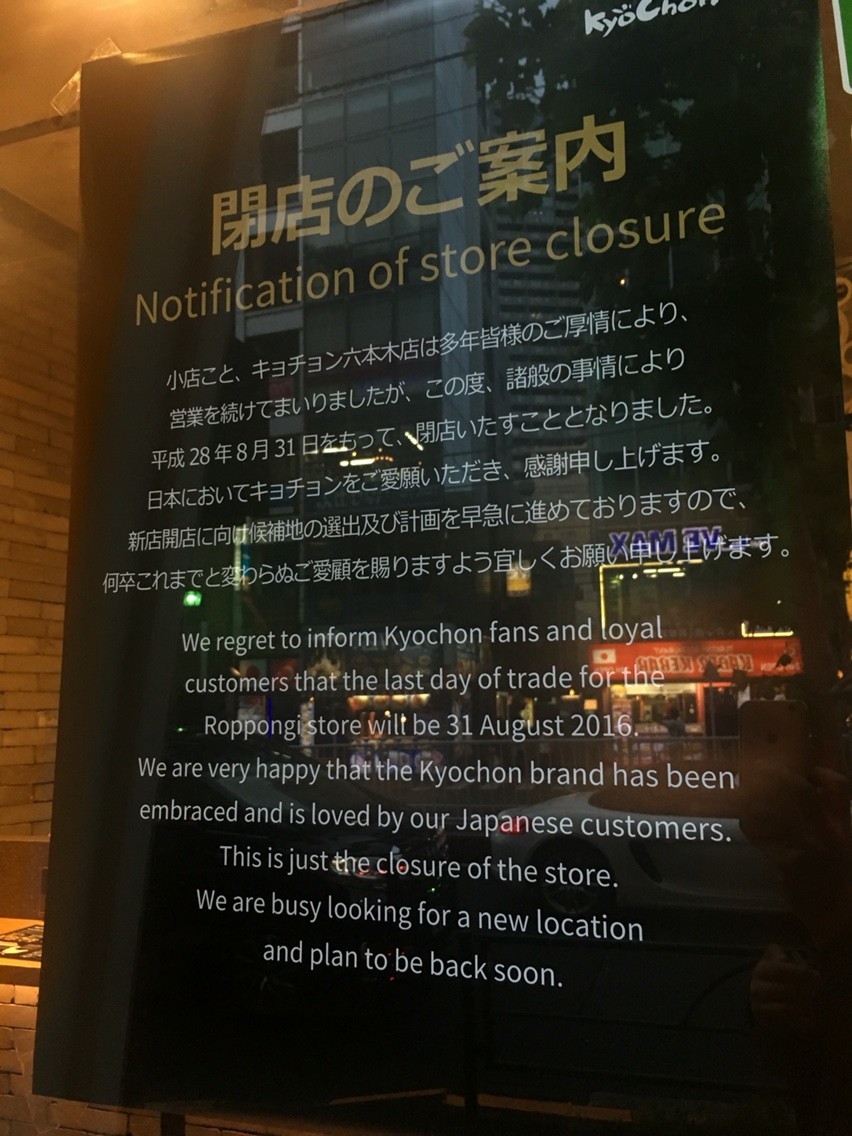 kyoChon
閉店のご案内
Notification of store closure
小店こと、キョチョン六本木店は多年皆様のご厚情により、
営業を続けてまいりましたが、この度、諸般の事情により
平成28年8月31日をもって、閉店いたすこととなりました。
日本においてキョチョンをご愛願いただき、感謝申し上げます。
新店開店に向け候補地の選出及び計画を早急に進めておりますので、
何卒これまでと変わらぬご愛顧を賜りますよう宜しくお願い申し上げます。
We regret to inform Kyochon fans and loyal
customers that the last day of trade for the
Roppongi store will be 31 August 2016.
We are very happy that the Kyochon brand has been
embraced and is loved by our Japanese customers.
This is just the closure of the store.
We are busy looking for a new location
and plan to be back soon.
VE MAX
KEBAB